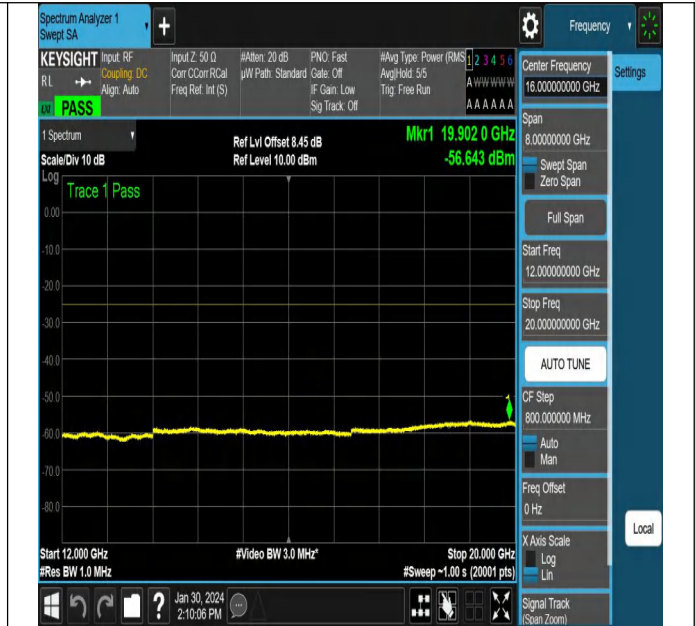 Spectrum Analyzer 1
Swept SA
+
Frequency
KEYSIGHT
RL
PASS
Input: RF
Coupling: DC
Align: Auto
Input Z: 50 Ω
Corr CCorr RCal
Freq Ref: Int (S)
#Atten: 20 dB
µW Path: Standard
PNO: Fast
Gate: Off
IF Gain: Low
Sig Track: Off
#Avg Type: Power (RMS
Avg|Hold: 5/5
Trig: Free Run
1 2 3 4 5 6
A W W W W W
A A A A A A
Center Frequency
16.000000000 GHz
Settings
1 Spectrum
Scale/Div 10 dB
Log
Ref Lvl Offset 8.45 dB
Ref Level 10.00 dBm
Mkr1 19.902 0 GHz
-56.643 dBm
Trace 1 Pass
0.00
-10.0
-20.0
-30.0
-40.0
-50.0
-60.0
-70.0
-80.0
1
Span
8.00000000 GHz
Swept Span
Zero Span
Full Span
Start Freq
12.000000000 GHz
Stop Freq
20.000000000 GHz
AUTO TUNE
CF Step
800.000000 MHz
Auto
Man
Freq Offset
0 Hz
X Axis Scale
Log
Lin
Signal Track
(Span Zoom)
Local
Start 12.000 GHz
#Res BW 1.0 MHz
#Video BW 3.0 MHz*
Stop 20.000 GHz
#Sweep ~1.00 s (20001 pts)
?
Jan 30, 2024
2:10:06 PM